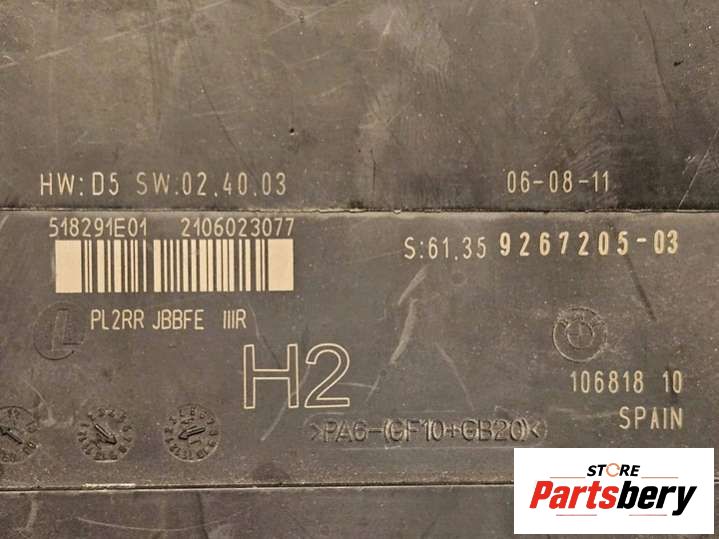 HW:D5 SW:02.40.03
06-08-11
518291E01 2106023077
S:61.35 9267205-03
PL2RR JBBFE IIIR
H2
106818 10
SPAIN
>PA6-(GF10+GB20)<
STORE
Partsbery